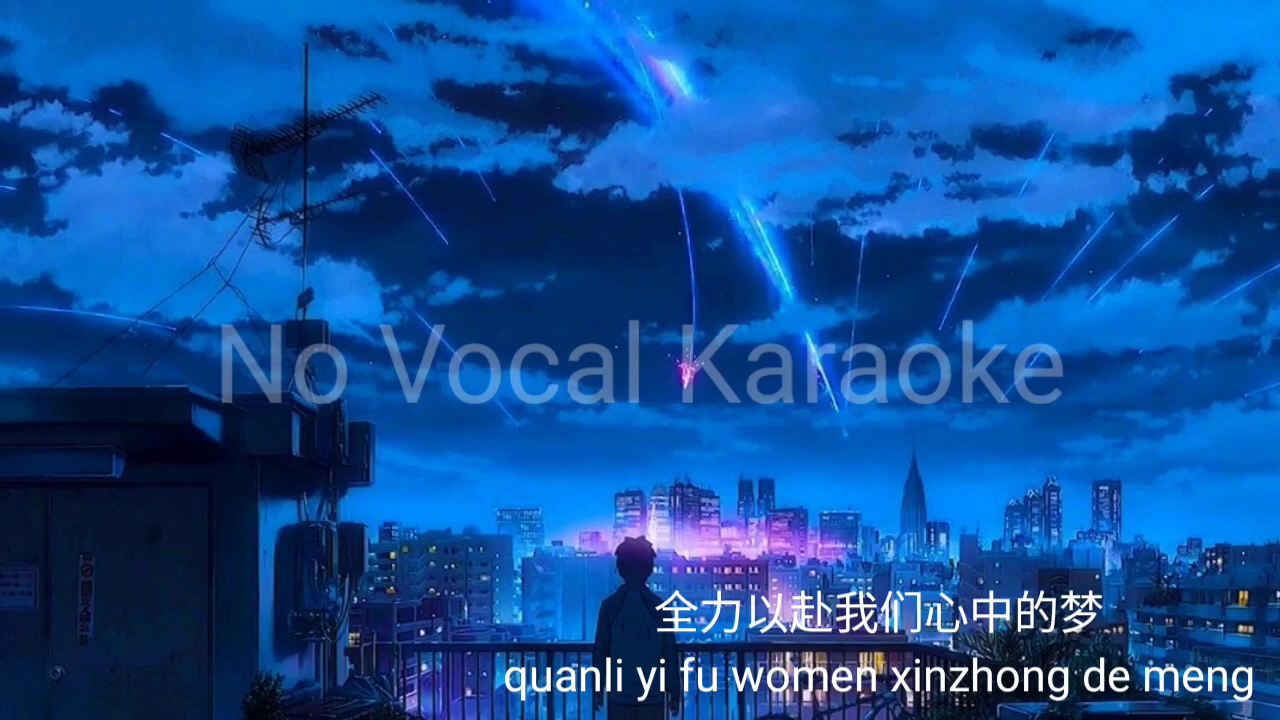 No Vocal Karaoke
全力以赴我们心中的梦
quanli yi fu women xinzhong de meng